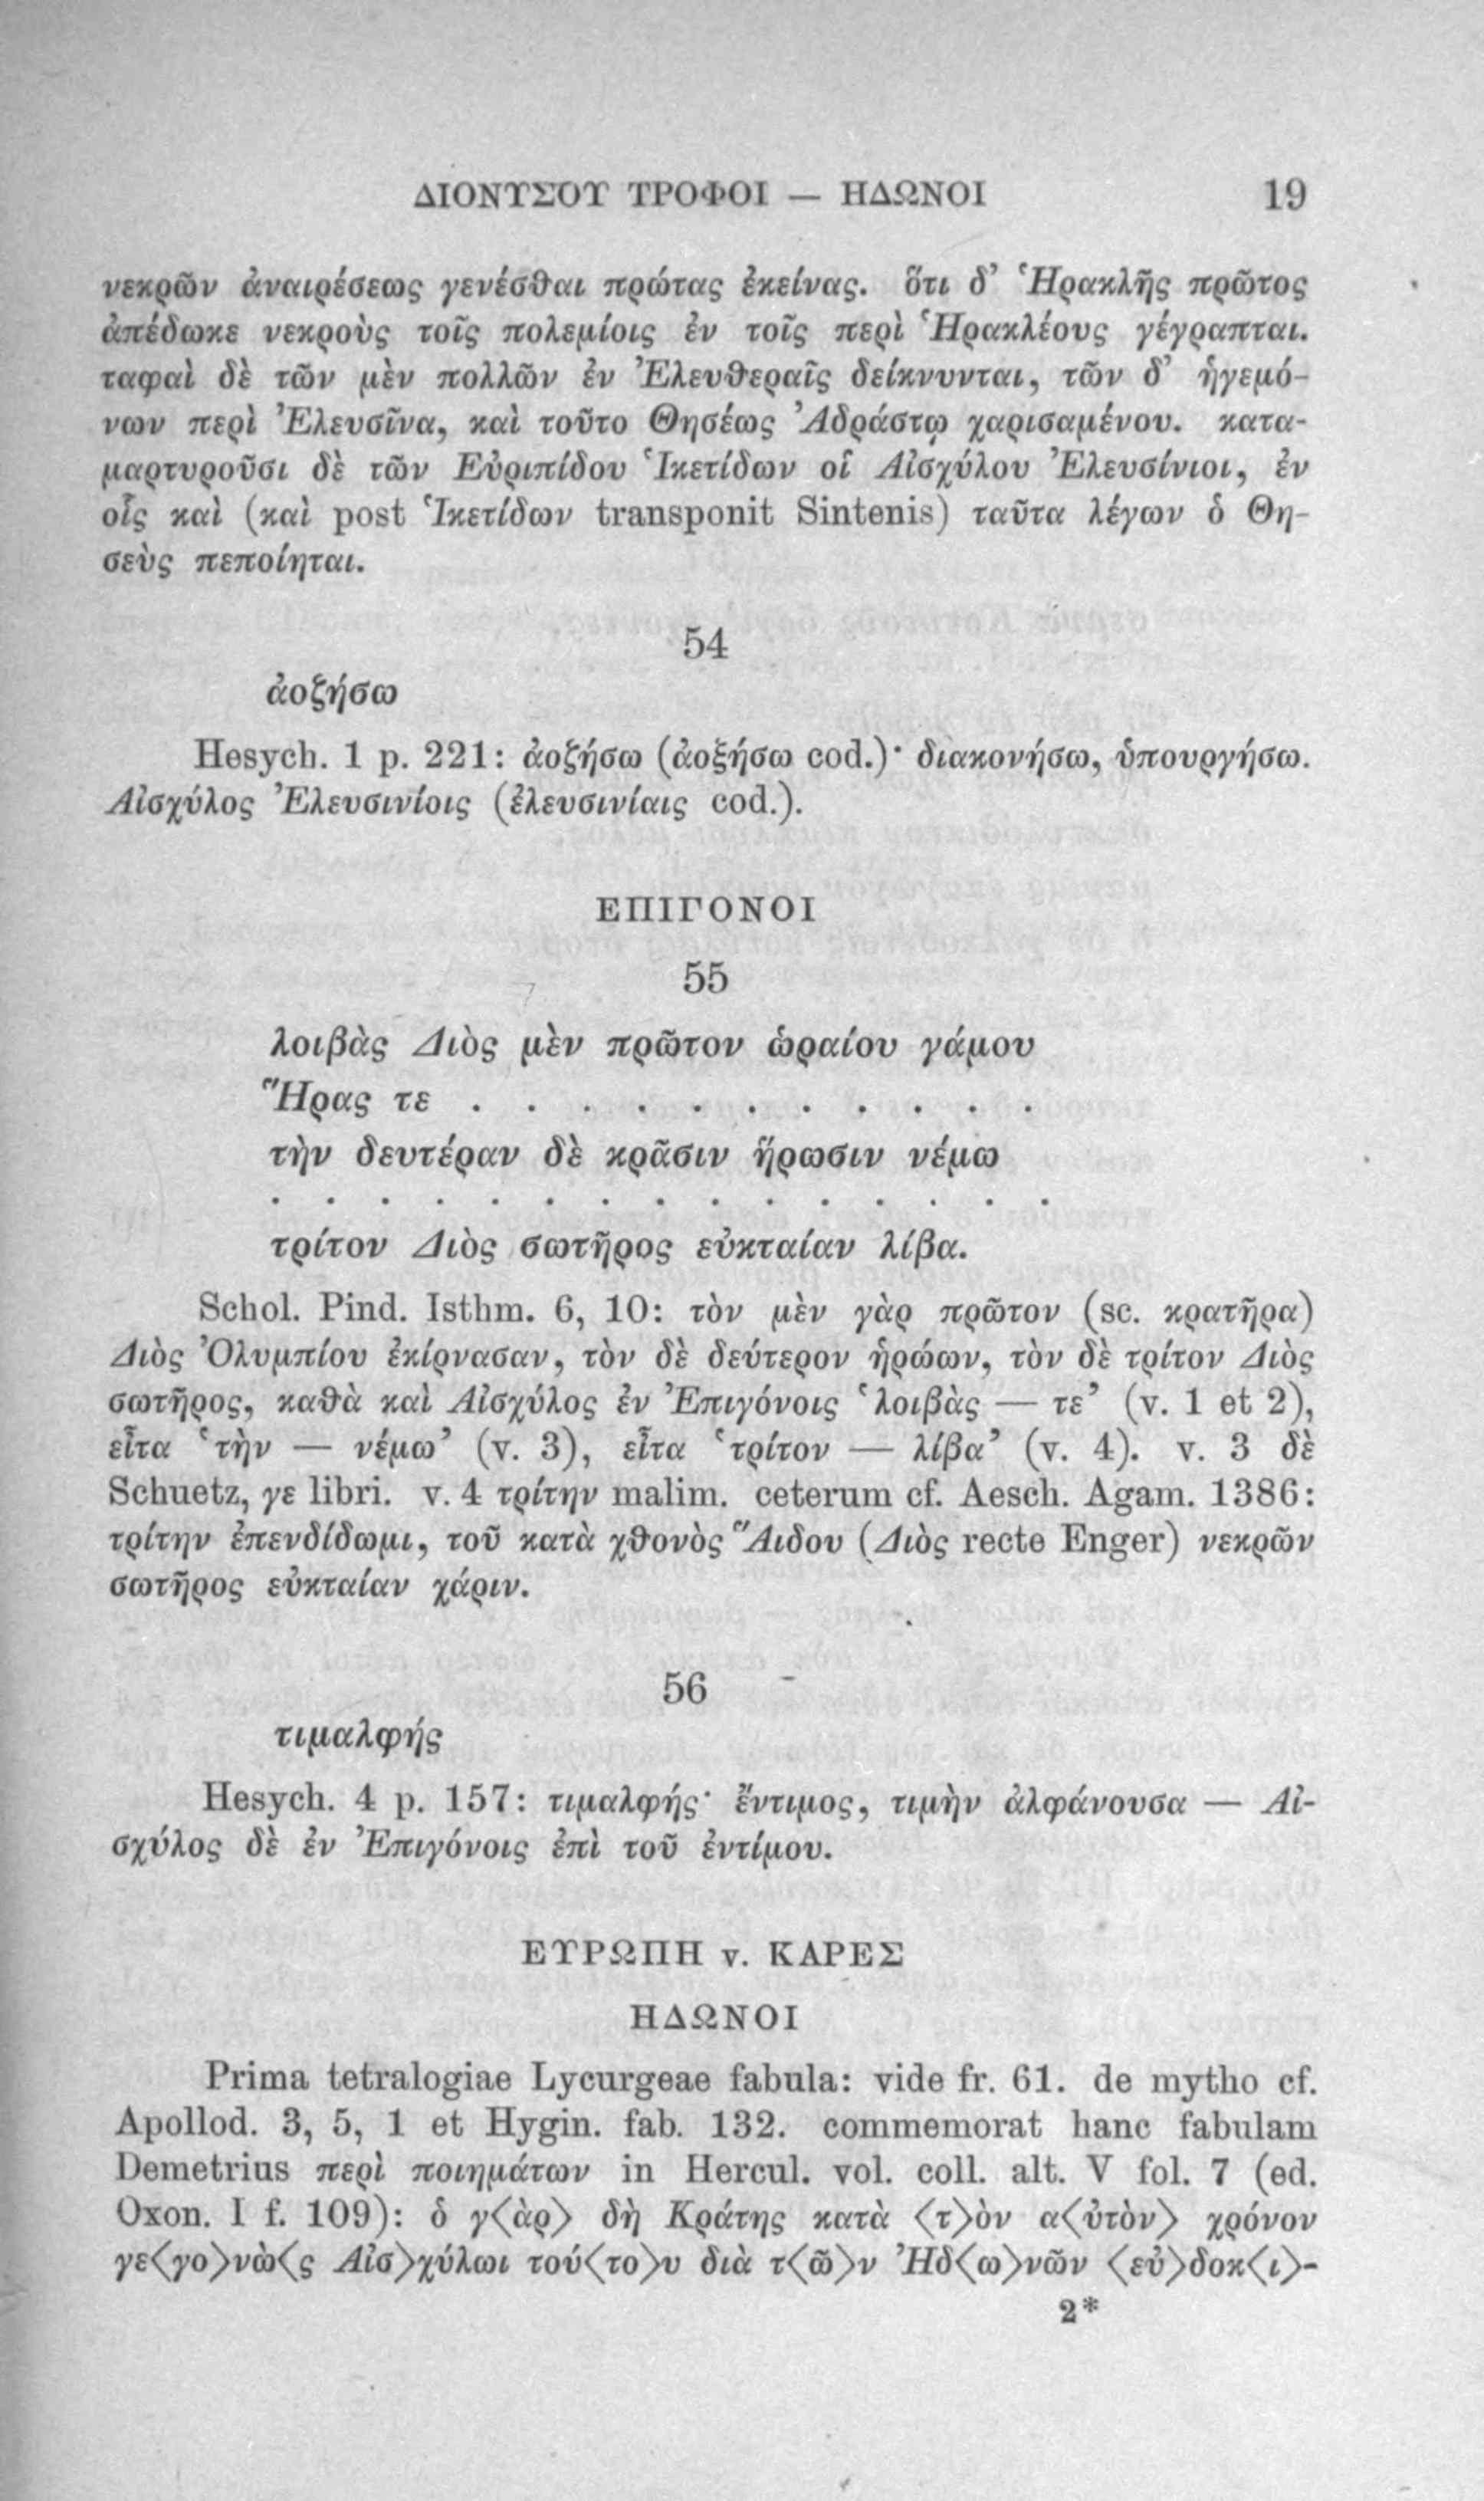 ΔΙΟΝΥΣΟΥ ΤΡΟΦΟΙ — ΗΔΩΝΟΙ 19
νεκρῶν ἀναιρέσεως γενέσθαι πρώτας ἐκείνας. ὅτι δ’ Ἡρακλῆς πρῶτος
ἀπέδωκε νεκροὺς τοῖς πολεμίοις ἐν τοῖς περὶ Ἡρακλέους γέγραπται.
ταφαὶ δὲ τῶν μὲν πολλῶν ἐν Ἐλευθεραῖς δείκνυνται, τῶν δ’ ἡγεμό-
νων περὶ Ἐλευσῖνα, καὶ τοῦτο Θησέως Ἀδράστῳ χαρισαμένου. κατα-
μαρτυροῦσι δὲ τῶν Εὐριπίδου Ἱκετίδων οἱ Αἰσχύλου Ἐλευσίνιοι, ἐν
οἷς καὶ (καὶ post Ἱκετίδων transponit Sintenis) ταῦτα λέγων ὁ Θη-
σεὺς πεποίηται.
54
ἀοζήσω
Hesych. 1 p. 221: ἀοζήσω (ἀοξήσω cod.)· διακονήσω, ὑπουργήσω.
Αἰσχύλος Ἐλευσινίοις (ἐλευσινίαις cod.).
ΕΠΙΓΟΝΟΙ
55
λοιβὰς Διὸς μὲν πρῶτον ὡραίου γάμου
Ἥρας τε . . . . . . . . . . .
τὴν δευτέραν δὲ κρᾶσιν ἥρωσιν νέμω
. . . . . . . . . . . . . . .
τρίτον Διὸς σωτῆρος εὐκταίαν λίβα.
Schol. Pind. Isthm. 6, 10: τὸν μὲν γὰρ πρῶτον (sc. κρατῆρα)
Διὸς Ὀλυμπίου ἐκίρνασαν, τὸν δὲ δεύτερον ἡρώων, τὸν δὲ τρίτον Διὸς
σωτῆρος, καθὰ καὶ Αἰσχύλος ἐν Ἐπιγόνοις ‘λοιβὰς — τε’ (v. 1 et 2),
εἶτα ‘τὴν — νέμω’ (v. 3), εἶτα ‘τρίτον — λίβα’ (v. 4). v. 3 δὲ
Schuetz, γε libri. v. 4 τρίτην malim. ceterum cf. Aesch. Agam. 1386:
τρίτην ἐπενδίδωμι, τοῦ κατὰ χθονὸς Ἅιδου (Διὸς recte Enger) νεκρῶν
σωτῆρος εὐκταίαν χάριν.
56
τιμαλφής
Hesych. 4 p. 157: τιμαλφής· ἔντιμος, τιμὴν ἀλφάνουσα — Αἰ-
σχύλος δὲ ἐν Ἐπιγόνοις ἐπὶ τοῦ ἐντίμου.
ΕΥΡΩΠΗ v. ΚΑΡΕΣ
ΗΔΩΝΟΙ
Prima tetralogiae Lycurgeae fabula: vide fr. 61. de mytho cf.
Apollod. 3, 5, 1 et Hygin. fab. 132. commemorat hanc fabulam
Demetrius περὶ ποιημάτων in Hercul. vol. coll. alt. V fol. 7 (ed.
Oxon. I f. 109): ὁ γ⟨ὰρ⟩ δὴ Κράτης κατὰ ⟨τ⟩ὸν α⟨ὐτὸν⟩ χρόνον
γε⟨γο⟩νὼ⟨ς Αἰσ⟩χύλωι τού⟨το⟩υ διὰ τ⟨ῶ⟩ν Ἠδ⟨ω⟩νῶν ⟨εὐ⟩δοκ⟨ι⟩-
2*